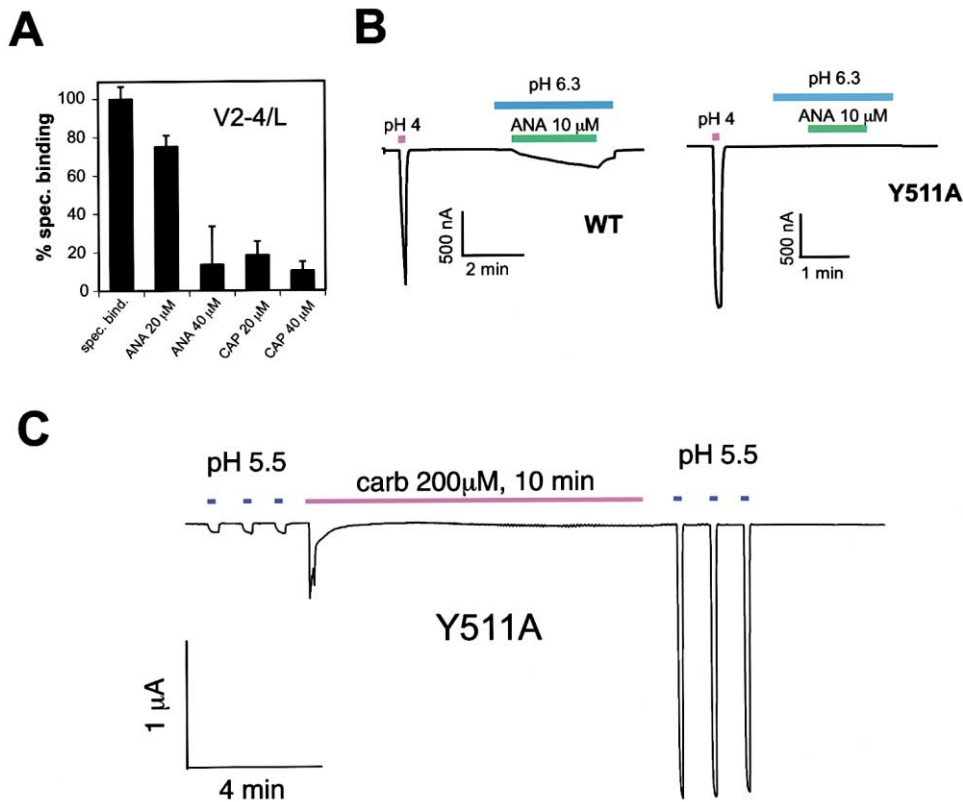 A
% spec. binding
100
80
60
40
20
0
V2-4/L
spec. bind.
ANA 20 μM
ANA 40 μM
CAP 20 μM
CAP 40 μM
B
pH 6.3
pH 4
ANA 10 μM
WT
500 nA
2 min
pH 6.3
pH 4
ANA 10 μM
Y511A
500 nA
1 min
C
pH 5.5
carb 200μM, 10 min
pH 5.5
Y511A
1 μA
4 min